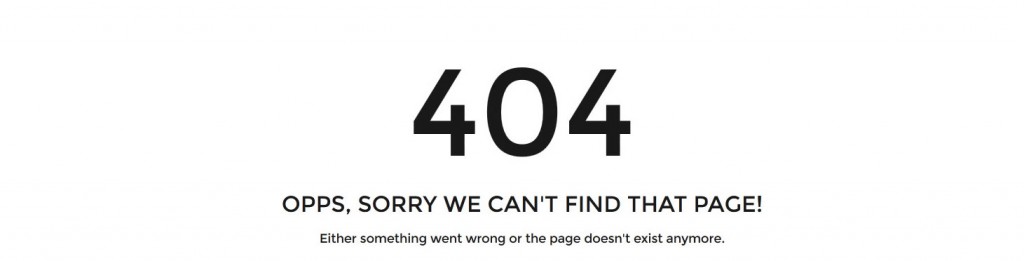 404
OPPS, SORRY WE CAN'T FIND THAT PAGE!
Either something went wrong or the page doesn't exist anymore.